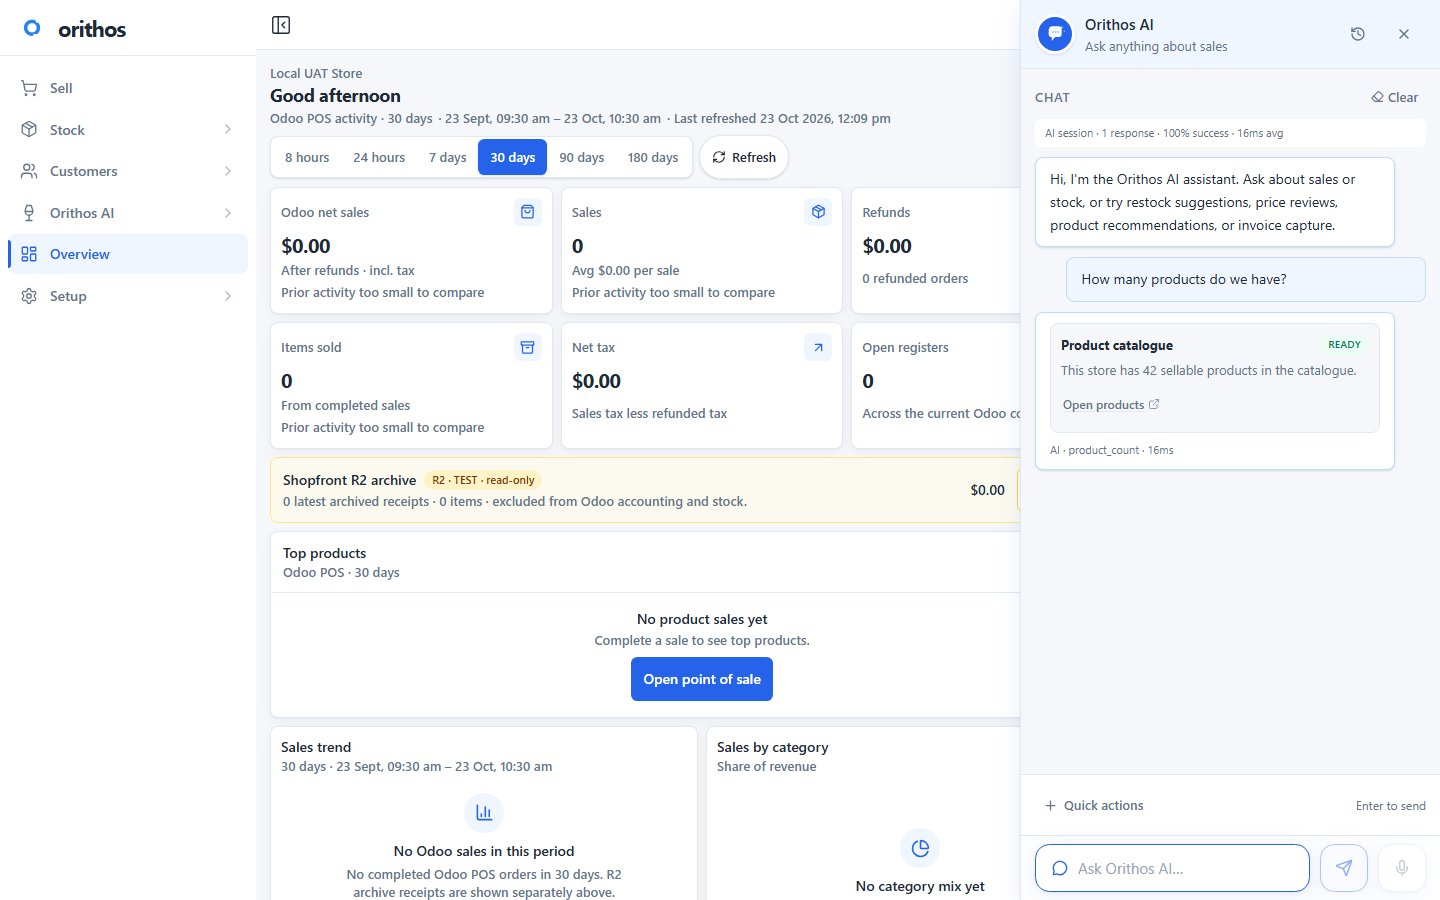 orithos
Sell
Stock
Customers
Orithos AI
Overview
Setup
Local UAT Store
Good afternoon
Odoo POS activity · 30 days · 23 Sept, 09:30 am – 23 Oct, 10:30 am · Last refreshed 23 Oct 2026, 12:09 pm
8 hours
24 hours
7 days
30 days
90 days
180 days
Refresh
Odoo net sales
$0.00
After refunds · incl. tax
Prior activity too small to compare
Sales
0
Avg $0.00 per sale
Prior activity too small to compare
Refunds
$0.00
0 refunded orders
Items sold
0
From completed sales
Prior activity too small to compare
Net tax
$0.00
Sales tax less refunded tax
Open registers
0
Across the current Odoo
Shopfront R2 archive
R2 · TEST · read-only
0 latest archived receipts · 0 items · excluded from Odoo accounting and stock.
$0.00
Top products
Odoo POS · 30 days
No product sales yet
Complete a sale to see top products.
Open point of sale
Sales trend
30 days · 23 Sept, 09:30 am – 23 Oct, 10:30 am
No Odoo sales in this period
No completed Odoo POS orders in 30 days. R2
archive receipts are shown separately above.
Sales by category
Share of revenue
No category mix yet
Orithos AI
Ask anything about sales
CHAT
Clear
AI session · 1 response · 100% success · 16ms avg
Hi, I'm the Orithos AI assistant. Ask about sales or
stock, or try restock suggestions, price reviews,
product recommendations, or invoice capture.
How many products do we have?
Product catalogue
READY
This store has 42 sellable products in the catalogue.
Open products
AI · product_count · 16ms
Quick actions
Enter to send
Ask Orithos AI...